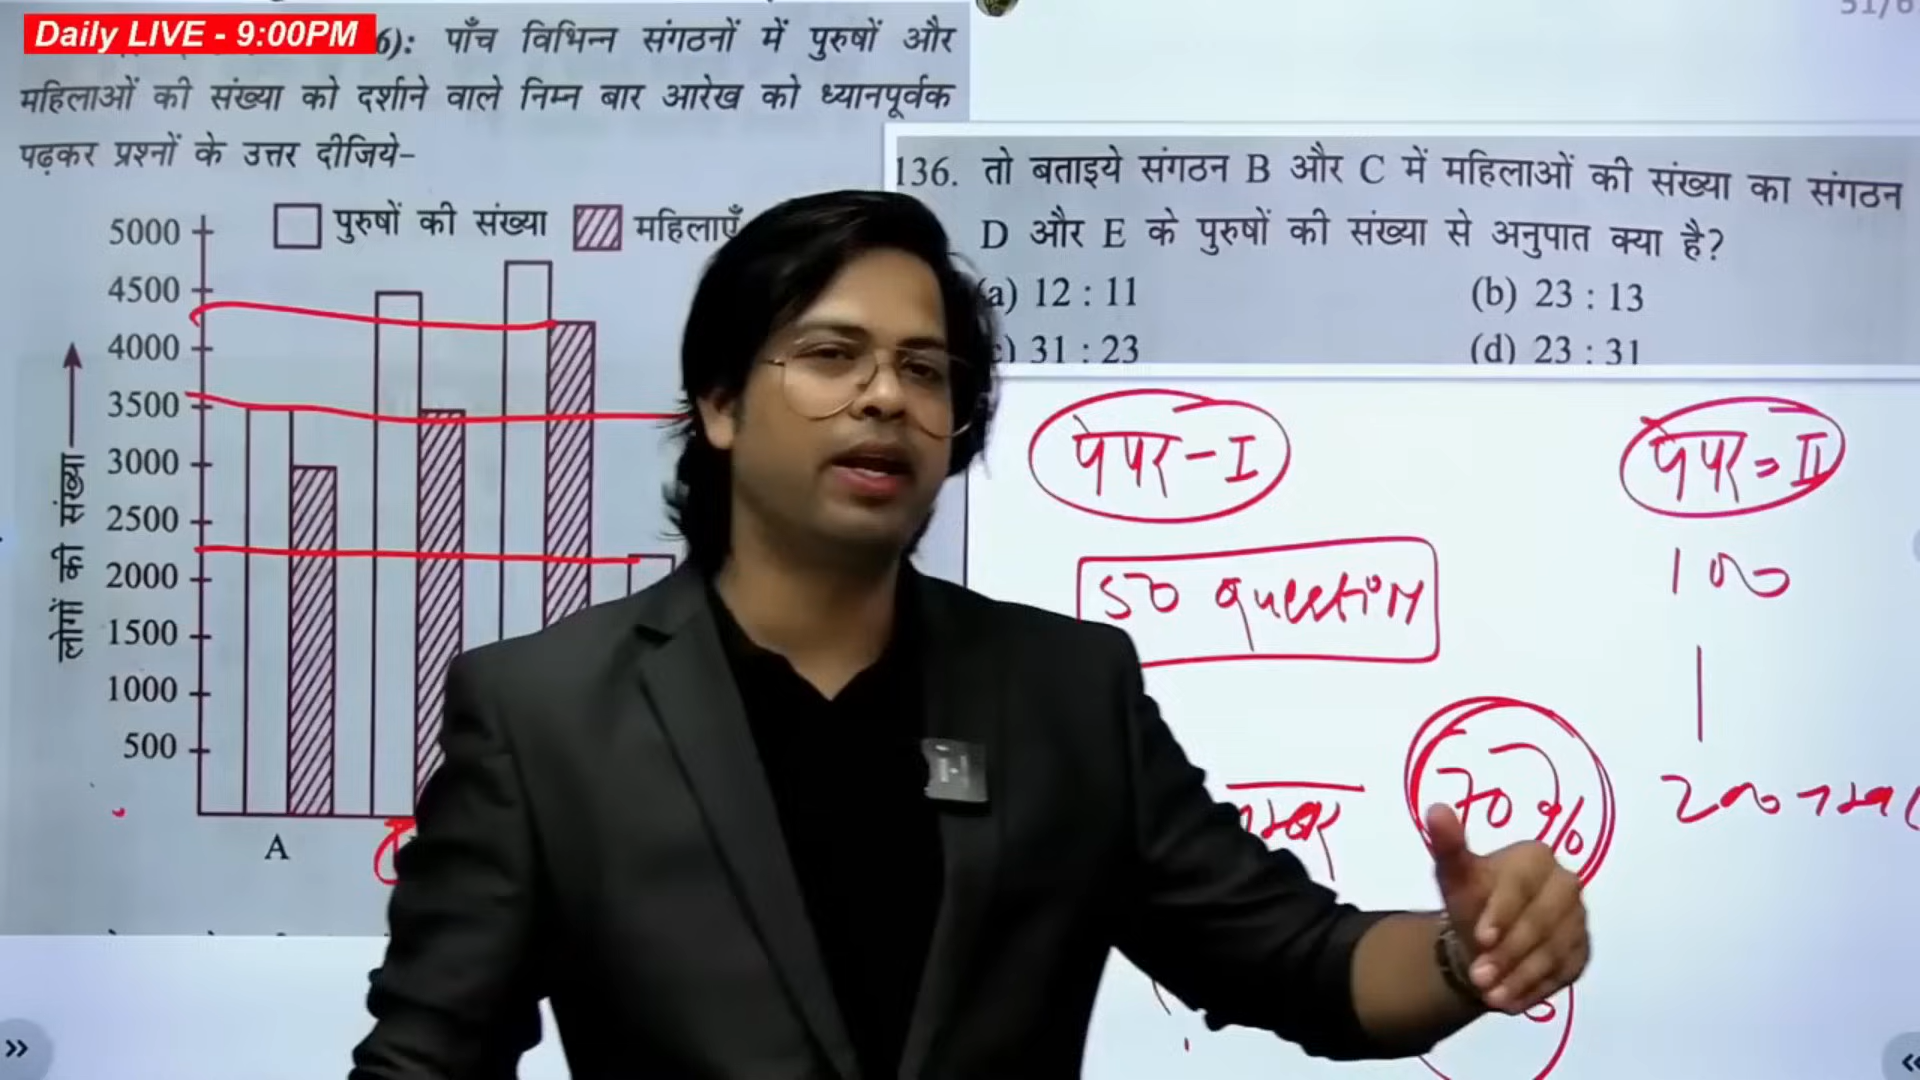 Daily LIVE - 9:00PM
6): पाँच विभिन्न संगठनों में पुरुषों और
महिलाओं की संख्या को दर्शाने वाले निम्न बार आरेख को ध्यानपूर्वक
पढ़कर प्रश्नों के उत्तर दीजिये-
पुरुषों की संख्या महिलाएँ
5000
4500
4000
3500
3000
2500
2000
1500
1000
500
लोगों की संख्या
A
136. तो बताइये संगठन B और C में महिलाओं की संख्या का संगठन
D और E के पुरुषों की संख्या से अनुपात क्या है?
a) 12 : 11 (b) 23 : 13
c) 31 : 23 (d) 23 : 31
पेपर - I पेपर = II
50 question 100
70%
200